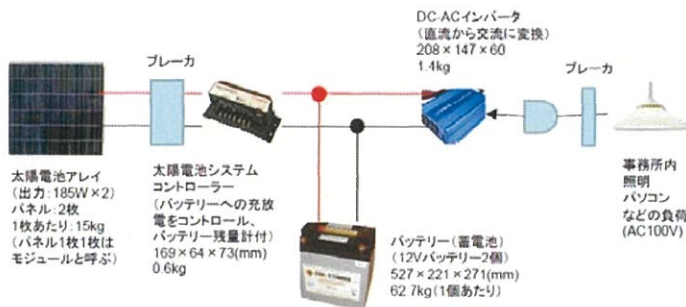 DC-ACインバータ
(直流から交流に変換)
208×147×60
1.4kg
ブレーカ
ブレーカ
太陽電池アレイ
(出力:185W×2)
パネル:2枚
1枚あたり:15kg
(パネル1枚1枚は
モジュールと呼ぶ)
太陽電池システム
コントローラー
(バッテリーへの充放
電をコントロール、
バッテリー残量計付)
169×64×73(mm)
0.6kg
バッテリー(蓄電池)
(12Vバッテリー2個)
527×221×271(mm)
62.7kg(1個あたり)
事務所内
照明
パソコン
などの負荷
(AC100V)